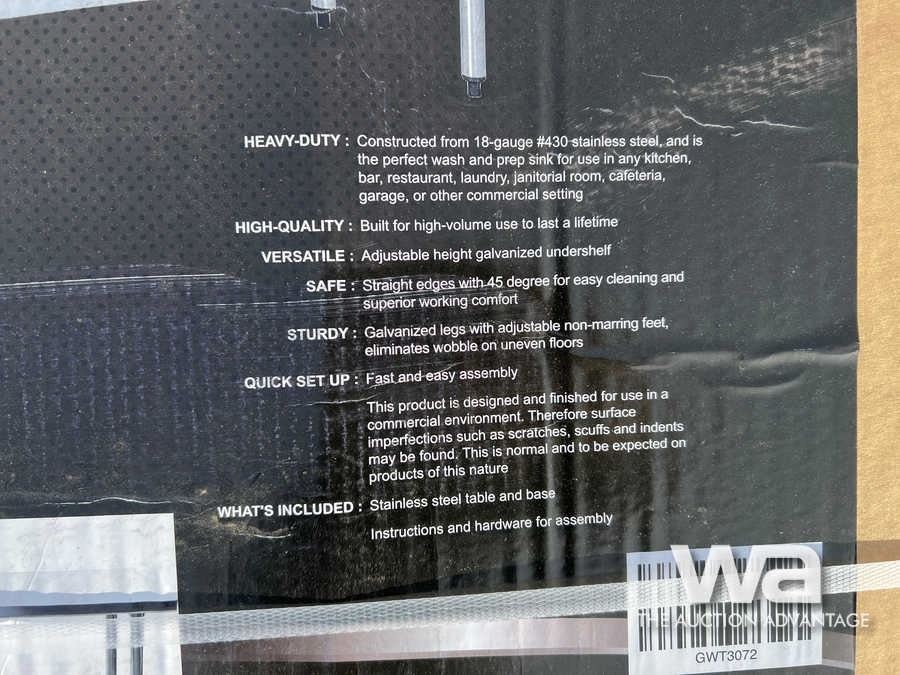 HEAVY-DUTY : Constructed from 18-gauge #430 stainless steel, and is
the perfect wash and prep sink for use in any kitchen,
bar, restaurant, laundry, janitorial room, cafeteria,
garage, or other commercial setting
HIGH-QUALITY : Built for high-volume use to last a lifetime
VERSATILE : Adjustable height galvanized undershelf
SAFE : Straight edges with 45 degree for easy cleaning and
superior working comfort
STURDY : Galvanized legs with adjustable non-marring feet,
eliminates wobble on uneven floors
QUICK SET UP : Fast and easy assembly
This product is designed and finished for use in a
commercial environment. Therefore surface
imperfections such as scratches, scuffs and indents
may be found. This is normal and to be expected on
products of this nature
WHAT'S INCLUDED : Stainless steel table and base
Instructions and hardware for assembly
wa
THE AUCTION ADVANTAGE
GWT3072